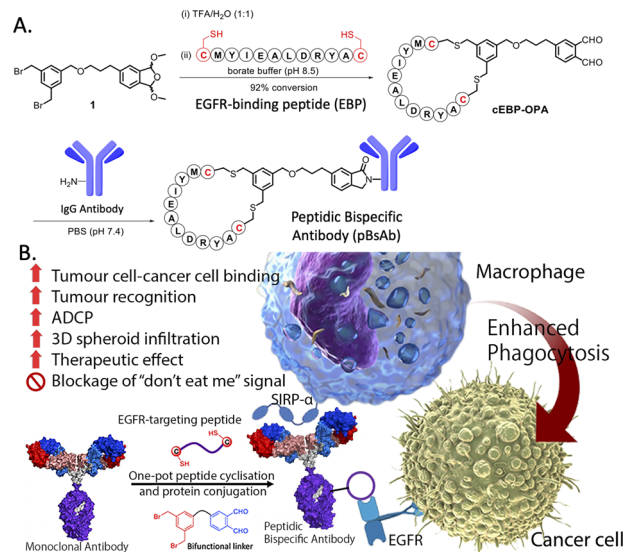 A.
(i) TFA/H₂O (1:1)
SH
HS
(ii)
C M Y I E A L D R Y A C
borate buffer (pH 8.5)
92% conversion
EGFR-binding peptide (EBP)
Br
Br
O
O
O
O
1
C M Y I E A L D R Y A C
S
S
O
CHO
CHO
cEBP-OPA
H₂N
IgG Antibody
PBS (pH 7.4)
C M Y I E A L D R Y A C
S
S
O
O
N
Peptidic Bispecific
Antibody (pBsAb)
B.
Tumour cell-cancer cell binding
Tumour recognition
ADCP
3D spheroid infiltration
Therapeutic effect
Blockage of "don't eat me" signal
Macrophage
Enhanced
Phagocytosis
SIRP-α
EGFR-targeting peptide
HS
C
C
SH
One-pot peptide cyclisation
and protein conjugation
Br
Br
CHO
CHO
Bifunctional linker
Monoclonal Antibody
Peptidic
Bispecific Antibody
EGFR
Cancer cell